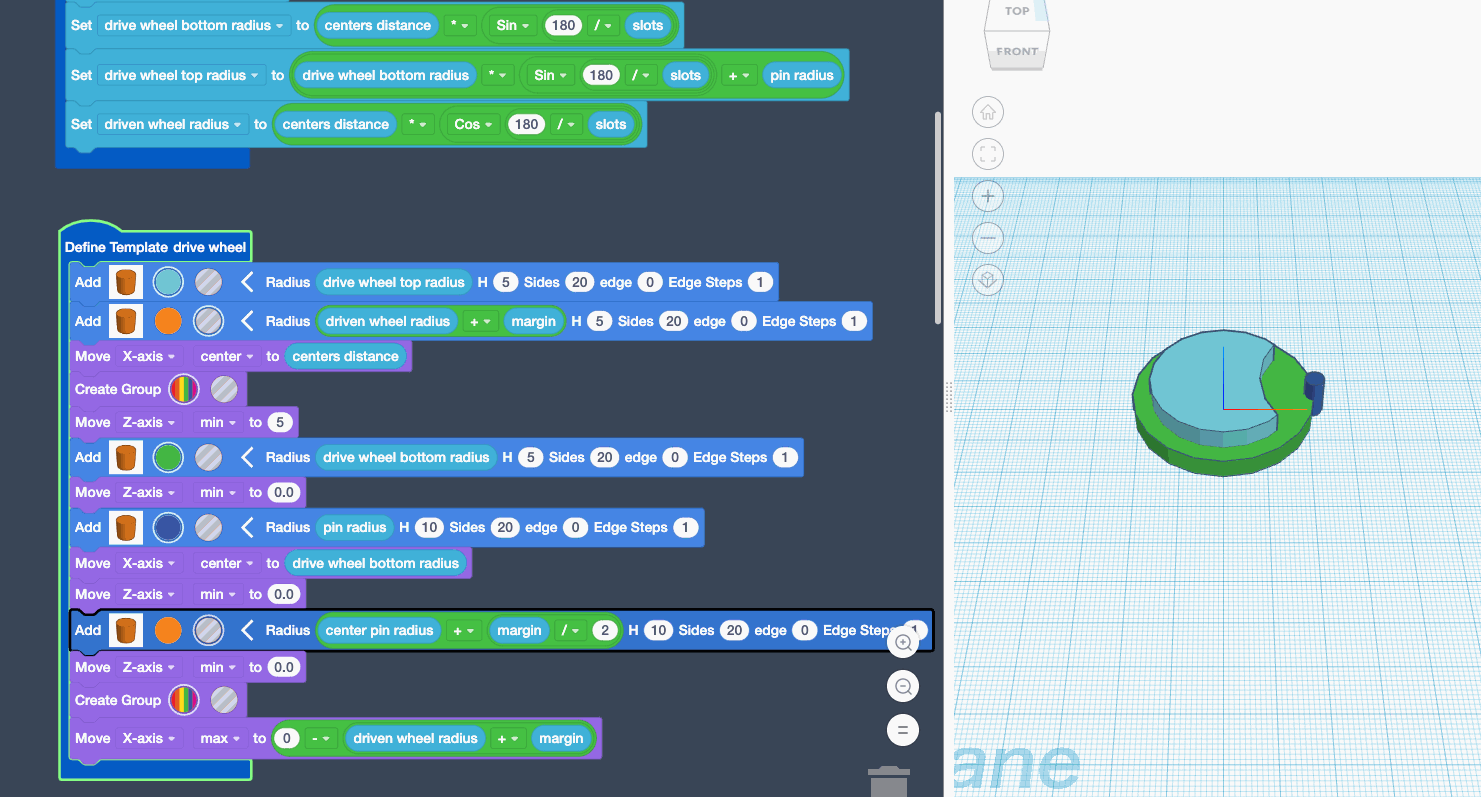 Set drive wheel bottom radius to centers distance * Sin 180 / slots
Set drive wheel top radius to drive wheel bottom radius * Sin 180 / slots + pin radius
Set driven wheel radius to centers distance * Cos 180 / slots
Define Template drive wheel
Add Radius drive wheel top radius H 5 Sides 20 edge 0 Edge Steps 1
Add Radius driven wheel radius + margin H 5 Sides 20 edge 0 Edge Steps 1
Move X-axis center to centers distance
Create Group
Move Z-axis min to 5
Add Radius drive wheel bottom radius H 5 Sides 20 edge 0 Edge Steps 1
Move Z-axis min to 0.0
Add Radius pin radius H 10 Sides 20 edge 0 Edge Steps 1
Move X-axis center to drive wheel bottom radius
Move Z-axis min to 0.0
Add Radius center pin radius + margin / 2 H 10 Sides 20 edge 0 Edge Steps 1
Move Z-axis min to 0.0
Create Group
Move X-axis max to 0 - driven wheel radius + margin
TOP
FRONT
ane